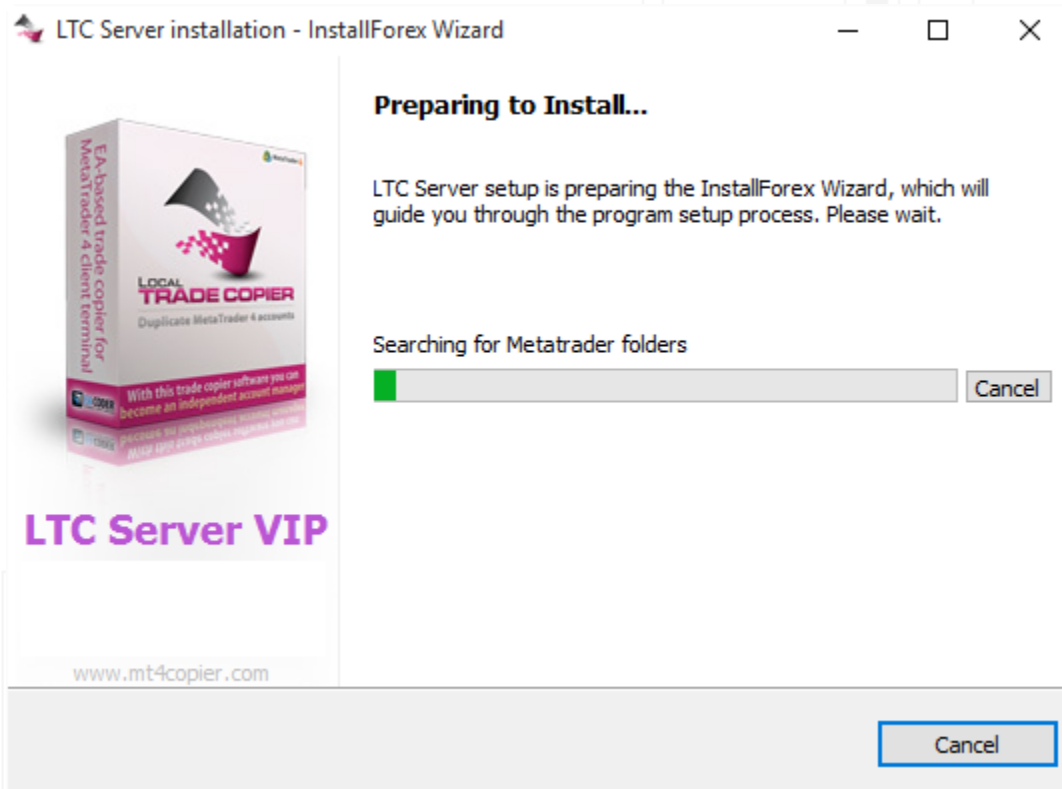 LTC Server installation - InstallForex Wizard
Preparing to Install...
LTC Server setup is preparing the InstallForex Wizard, which will
guide you through the program setup process. Please wait.
Searching for Metatrader folders
Cancel
EA-based trade copier for
MetaTrader 4 client terminal
MetaTrader 4
LOCAL
TRADE COPIER
Duplicate MetaTrader 4 accounts
With this trade copier software you can
become an independent account manager
LTC Server VIP
www.mt4copier.com
Cancel